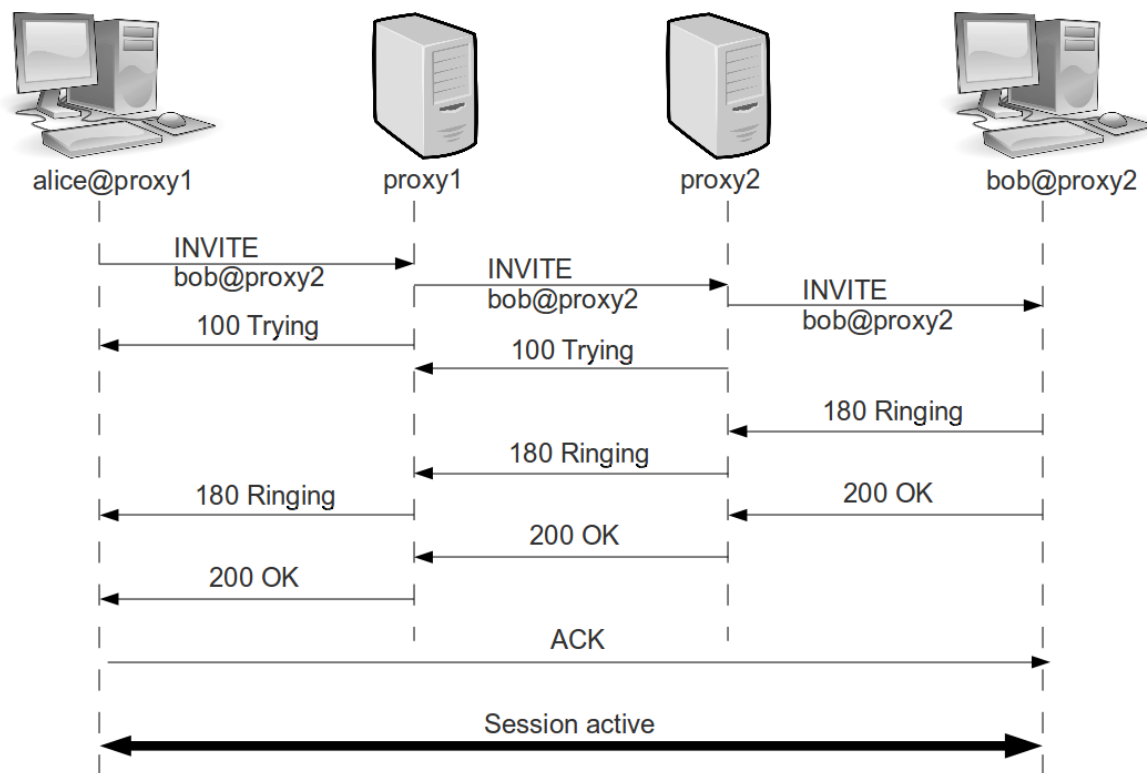 alice@proxy1
proxy1
proxy2
bob@proxy2
INVITE
bob@proxy2
INVITE
bob@proxy2
INVITE
bob@proxy2
100 Trying
100 Trying
180 Ringing
180 Ringing
180 Ringing
200 OK
200 OK
200 OK
ACK
Session active